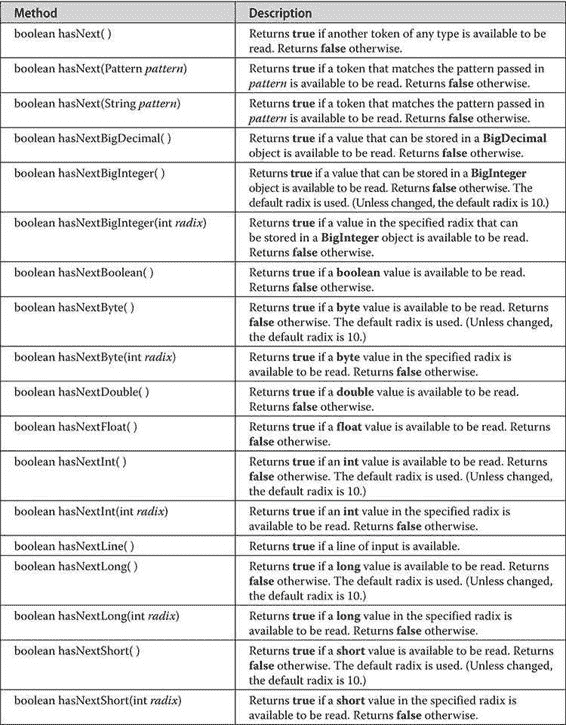 Method Description
boolean hasNext( ) Returns true if another token of any type is available to be
read. Returns false otherwise.
boolean hasNext(Pattern pattern) Returns true if a token that matches the pattern passed in
pattern is available to be read. Returns false otherwise.
boolean hasNext(String pattern) Returns true if a token that matches the pattern passed in
pattern is available to be read. Returns false otherwise.
boolean hasNextBigDecimal( ) Returns true if a value that can be stored in a BigDecimal
object is available to be read. Returns false otherwise.
boolean hasNextBigInteger( ) Returns true if a value that can be stored in a BigInteger
object is available to be read. Returns false otherwise. The
default radix is used. (Unless changed, the default radix is 10.)
boolean hasNextBigInteger(int radix) Returns true if a value in the specified radix that can
be stored in a BigInteger object is available to be read.
Returns false otherwise.
boolean hasNextBoolean( ) Returns true if a boolean value is available to be read.
Returns false otherwise.
boolean hasNextByte( ) Returns true if a byte value is available to be read. Returns
false otherwise. The default radix is used. (Unless changed,
the default radix is 10.)
boolean hasNextByte(int radix) Returns true if a byte value in the specified radix is
available to be read. Returns false otherwise.
boolean hasNextDouble( ) Returns true if a double value is available to be read.
Returns false otherwise.
boolean hasNextFloat( ) Returns true if a float value is available to be read. Returns
false otherwise.
boolean hasNextInt( ) Returns true if an int value is available to be read. Returns
false otherwise. The default radix is used. (Unless changed,
the default radix is 10.)
boolean hasNextInt(int radix) Returns true if an int value in the specified radix is
available to be read. Returns false otherwise.
boolean hasNextLine( ) Returns true if a line of input is available.
boolean hasNextLong( ) Returns true if a long value is available to be read. Returns
false otherwise. The default radix is used. (Unless changed,
the default radix is 10.)
boolean hasNextLong(int radix) Returns true if a long value in the specified radix is
available to be read. Returns false otherwise.
boolean hasNextShort( ) Returns true if a short value is available to be read. Returns
false otherwise. The default radix is used. (Unless changed,
the default radix is 10.)
boolean hasNextShort(int radix) Returns true if a short value in the specified radix is
available to be read. Returns false otherwise.